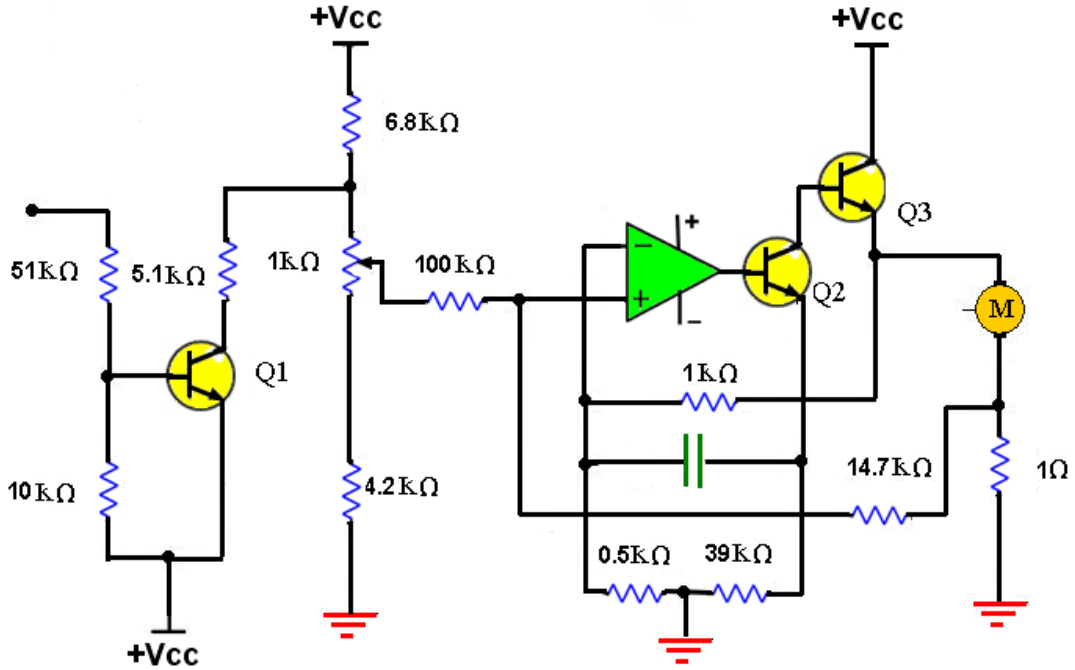 +Vcc
+Vcc
6.8KΩ
Q3
51KΩ
5.1KΩ
1KΩ
100KΩ
−
+
+
−
Q2
M
Q1
1KΩ
10KΩ
4.2KΩ
14.7KΩ
1Ω
0.5KΩ
39KΩ
+Vcc